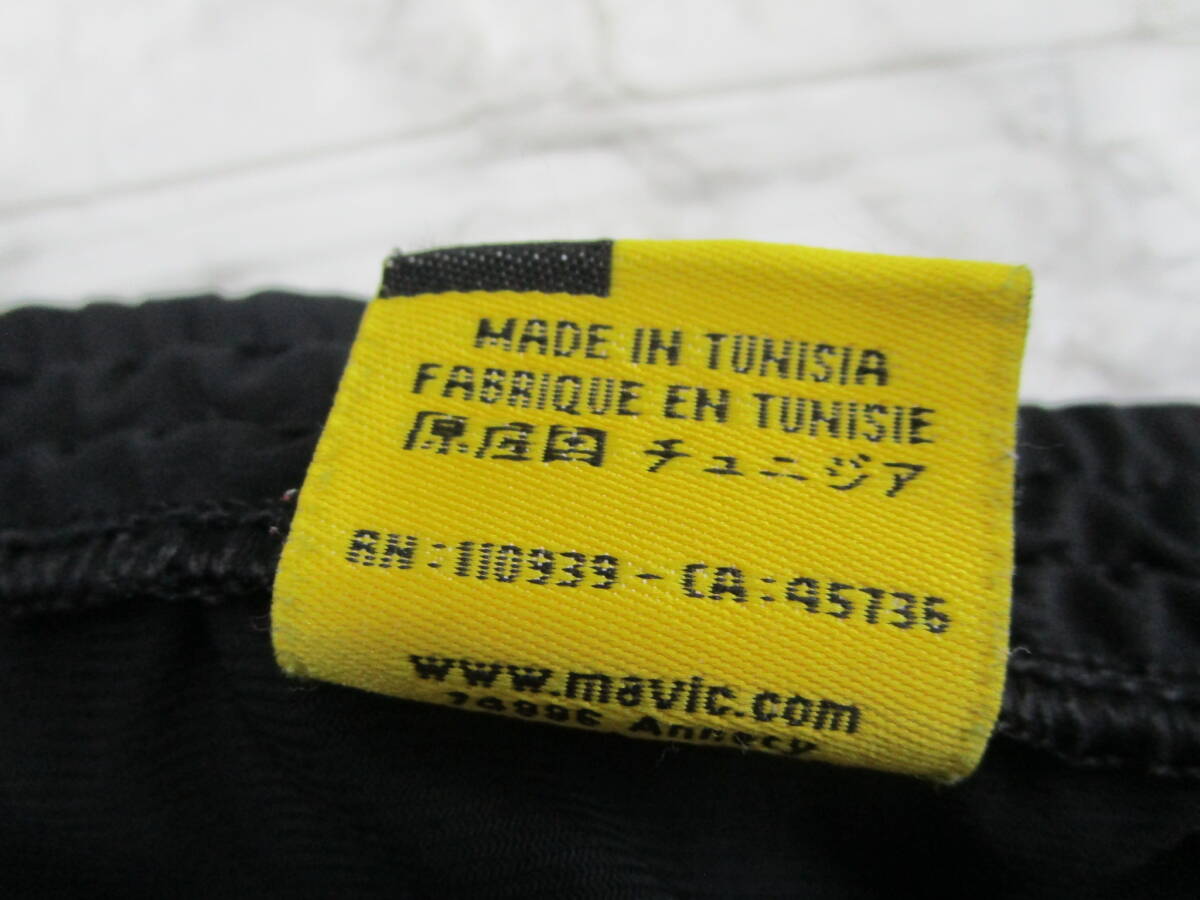 MADE IN TUNISIA
FABRIQUE EN TUNISIE
原産国 チュニジア
RN : 110939 - CA : 45736
www.mavic.com
Annecy